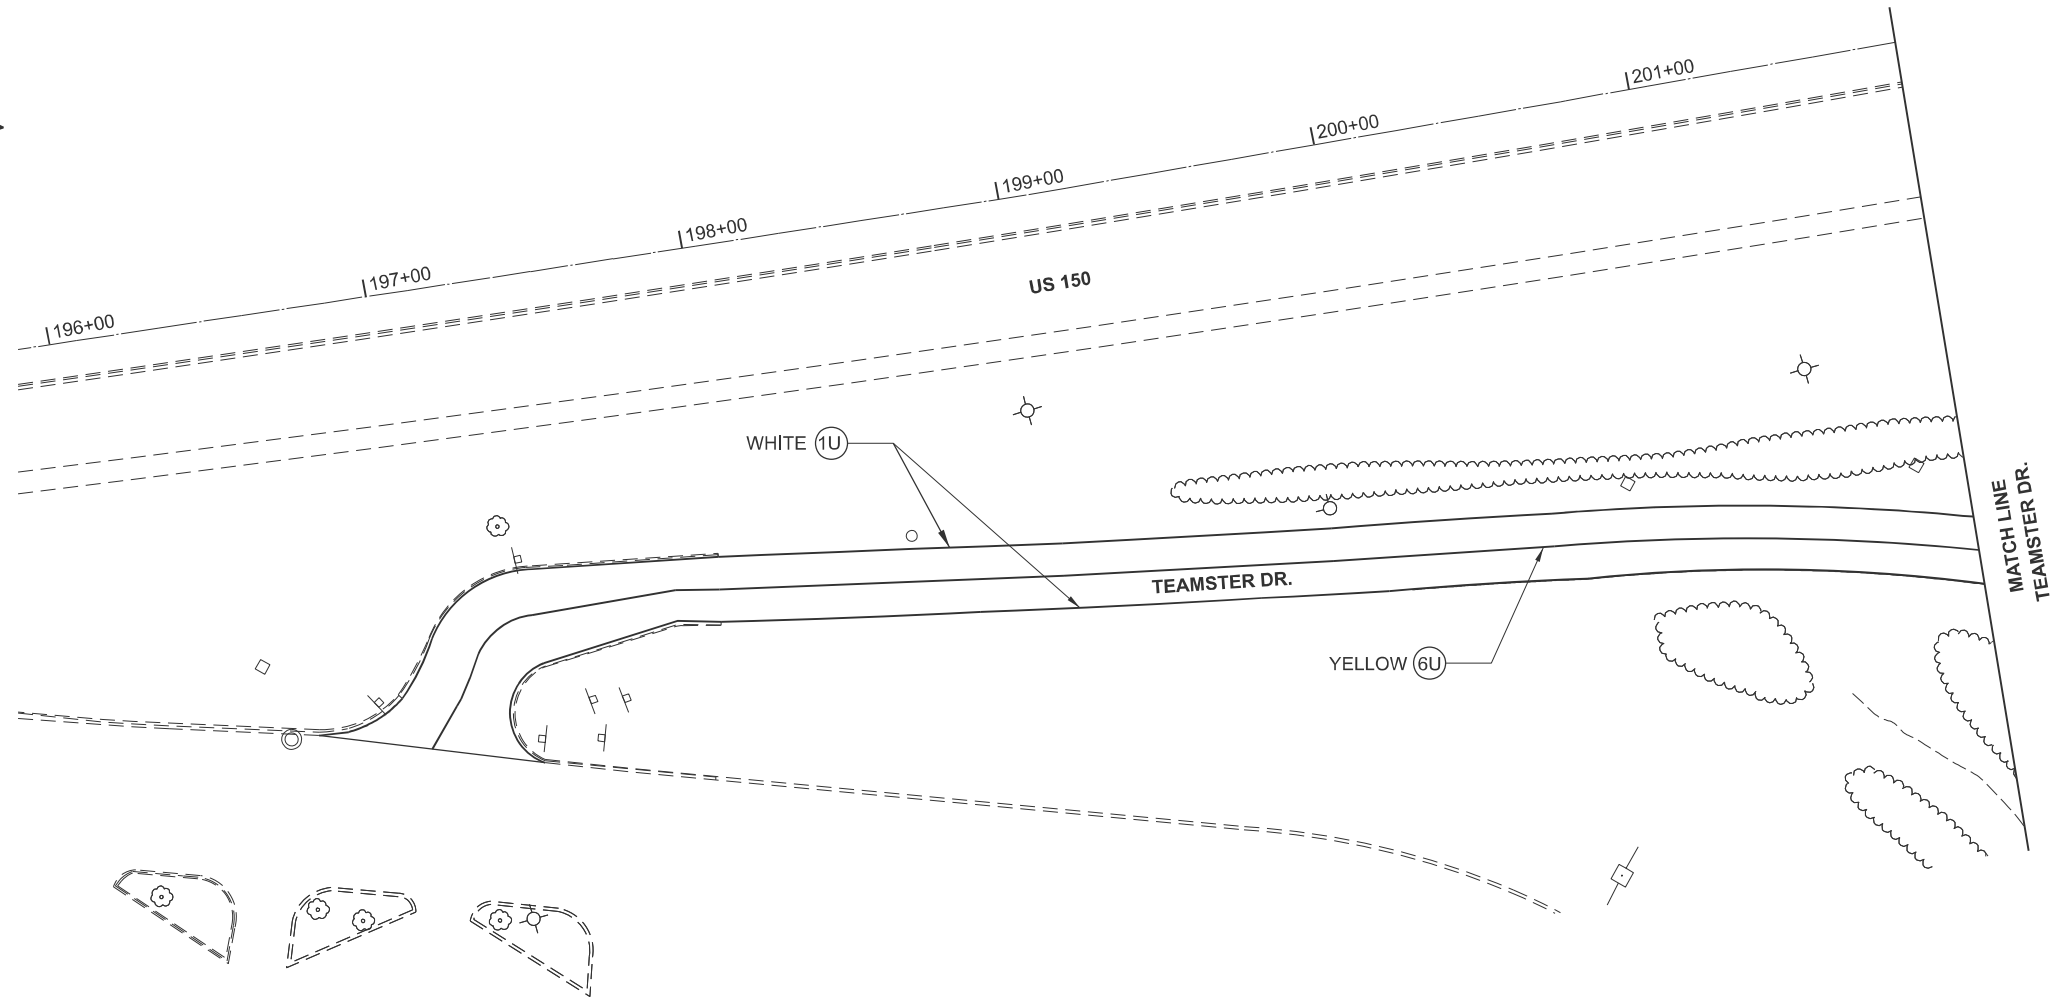 201+00
200+00
199+00
198+00
197+00
196+00
US 150
WHITE 1U
TEAMSTER DR.
YELLOW 6U
MATCH LINE
TEAMSTER DR.